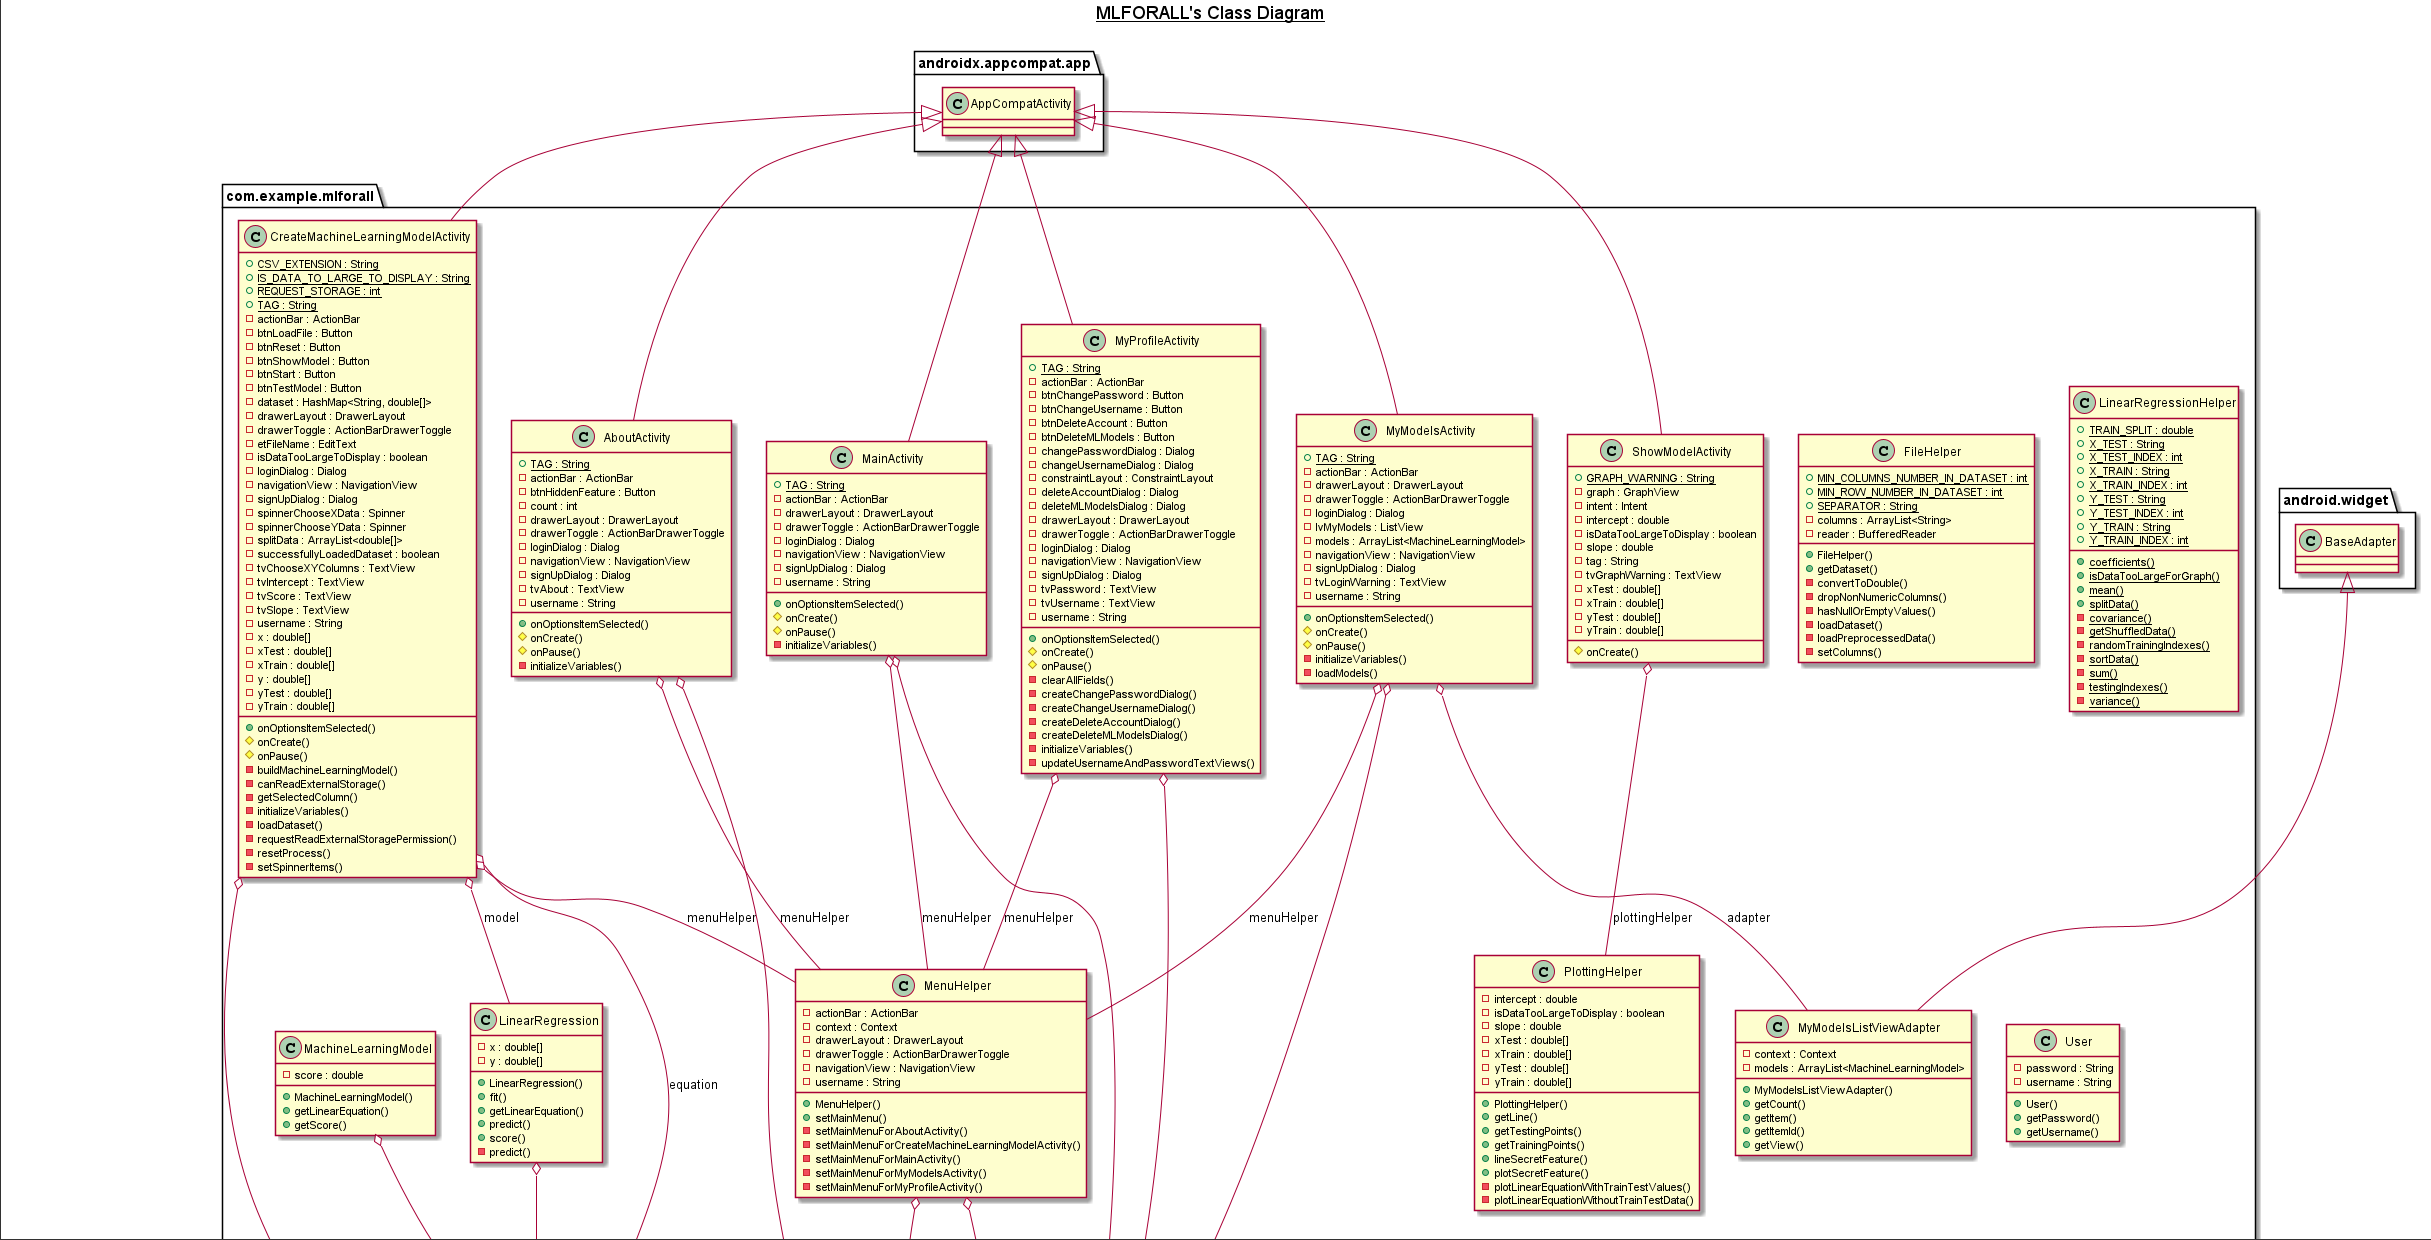 MLFORALL's Class Diagram
androidx.appcompat.app
C AppCompatActivity
com.example.mlforall
C CreateMachineLearningModelActivity
CSV_EXTENSION : String
IS_DATA_TO_LARGE_TO_DISPLAY : String
REQUEST_STORAGE : int
TAG : String
actionBar : ActionBar
btnLoadFile : Button
btnReset : Button
btnShowModel : Button
btnStart : Button
btnTestModel : Button
dataset : HashMap<String, double[]>
drawerLayout : DrawerLayout
drawerToggle : ActionBarDrawerToggle
etFileName : EditText
isDataTooLargeToDisplay : boolean
loginDialog : Dialog
navigationView : NavigationView
signUpDialog : Dialog
spinnerChooseXData : Spinner
spinnerChooseYData : Spinner
splitData : ArrayList<double[]>
successfullyLoadedDataset : boolean
tvChooseXYColumns : TextView
tvIntercept : TextView
tvScore : TextView
tvSlope : TextView
username : String
x : double[]
xTest : double[]
xTrain : double[]
y : double[]
yTest : double[]
yTrain : double[]
onOptionsItemSelected()
onCreate()
onPause()
buildMachineLearningModel()
canReadExternalStorage()
getSelectedColumn()
initializeVariables()
loadDataset()
requestReadExternalStoragePermission()
resetProcess()
setSpinnerItems()
C AboutActivity
TAG : String
actionBar : ActionBar
btnHiddenFeature : Button
count : int
drawerLayout : DrawerLayout
drawerToggle : ActionBarDrawerToggle
loginDialog : Dialog
navigationView : NavigationView
signUpDialog : Dialog
tvAbout : TextView
username : String
onOptionsItemSelected()
onCreate()
onPause()
initializeVariables()
C MainActivity
TAG : String
actionBar : ActionBar
drawerLayout : DrawerLayout
drawerToggle : ActionBarDrawerToggle
loginDialog : Dialog
navigationView : NavigationView
signUpDialog : Dialog
username : String
onOptionsItemSelected()
onCreate()
onPause()
initializeVariables()
C MyProfileActivity
TAG : String
actionBar : ActionBar
btnChangePassword : Button
btnChangeUsername : Button
btnDeleteAccount : Button
btnDeleteMLModels : Button
changePasswordDialog : Dialog
changeUsernameDialog : Dialog
constraintLayout : ConstraintLayout
deleteAccountDialog : Dialog
deleteMLModelsDialog : Dialog
drawerLayout : DrawerLayout
drawerToggle : ActionBarDrawerToggle
loginDialog : Dialog
navigationView : NavigationView
signUpDialog : Dialog
tvPassword : TextView
tvUsername : TextView
username : String
onOptionsItemSelected()
onCreate()
onPause()
clearAllFields()
createChangePasswordDialog()
createChangeUsernameDialog()
createDeleteAccountDialog()
createDeleteMLModelsDialog()
initializeVariables()
updateUsernameAndPasswordTextViews()
C MyModelsActivity
TAG : String
actionBar : ActionBar
drawerLayout : DrawerLayout
drawerToggle : ActionBarDrawerToggle
loginDialog : Dialog
lvMyModels : ListView
models : ArrayList<MachineLearningModel>
navigationView : NavigationView
signUpDialog : Dialog
tvLoginWarning : TextView
username : String
onOptionsItemSelected()
onCreate()
onPause()
initializeVariables()
loadModels()
C ShowModelActivity
GRAPH_WARNING : String
graph : GraphView
intent : Intent
intercept : double
isDataTooLargeToDisplay : boolean
slope : double
tag : String
tvGraphWarning : TextView
xTest : double[]
xTrain : double[]
yTest : double[]
yTrain : double[]
onCreate()
C FileHelper
MIN_COLUMNS_NUMBER_IN_DATASET : int
MIN_ROW_NUMBER_IN_DATASET : int
SEPARATOR : String
columns : ArrayList<String>
reader : BufferedReader
FileHelper()
getDataset()
convertToDouble()
dropNonNumericColumns()
hasNullOrEmptyValues()
loadDataset()
loadPreprocessedData()
setColumns()
C LinearRegressionHelper
TRAIN_SPLIT : double
X_TEST : String
X_TEST_INDEX : int
X_TRAIN : String
X_TRAIN_INDEX : int
Y_TEST : String
Y_TEST_INDEX : int
Y_TRAIN : String
Y_TRAIN_INDEX : int
coefficients()
isDataTooLargeForGraph()
mean()
splitData()
covariance()
getShuffledData()
randomTrainingIndexes()
sortData()
sum()
testingIndexes()
variance()
android.widget
C BaseAdapter
model
menuHelper
menuHelper
menuHelper
menuHelper
menuHelper
plottingHelper
adapter
equation
C MachineLearningModel
score : double
MachineLearningModel()
getLinearEquation()
getScore()
C LinearRegression
x : double[]
y : double[]
LinearRegression()
fit()
getLinearEquation()
predict()
score()
predict()
C MenuHelper
actionBar : ActionBar
context : Context
drawerLayout : DrawerLayout
drawerToggle : ActionBarDrawerToggle
navigationView : NavigationView
username : String
MenuHelper()
setMainMenu()
setMainMenuForAboutActivity()
setMainMenuForCreateMachineLearningModelActivity()
setMainMenuForMainActivity()
setMainMenuForMyModelsActivity()
setMainMenuForMyProfileActivity()
C PlottingHelper
intercept : double
isDataTooLargeToDisplay : boolean
slope : double
xTest : double[]
xTrain : double[]
yTest : double[]
yTrain : double[]
PlottingHelper()
getLine()
getTestingPoints()
getTrainingPoints()
lineSecretFeature()
plotSecretFeature()
plotLinearEquationWithTrainTestValues()
plotLinearEquationWithoutTrainTestData()
C MyModelsListViewAdapter
context : Context
models : ArrayList<MachineLearningModel>
MyModelsListViewAdapter()
getCount()
getItem()
getItemId()
getView()
C User
password : String
username : String
User()
getPassword()
getUsername()